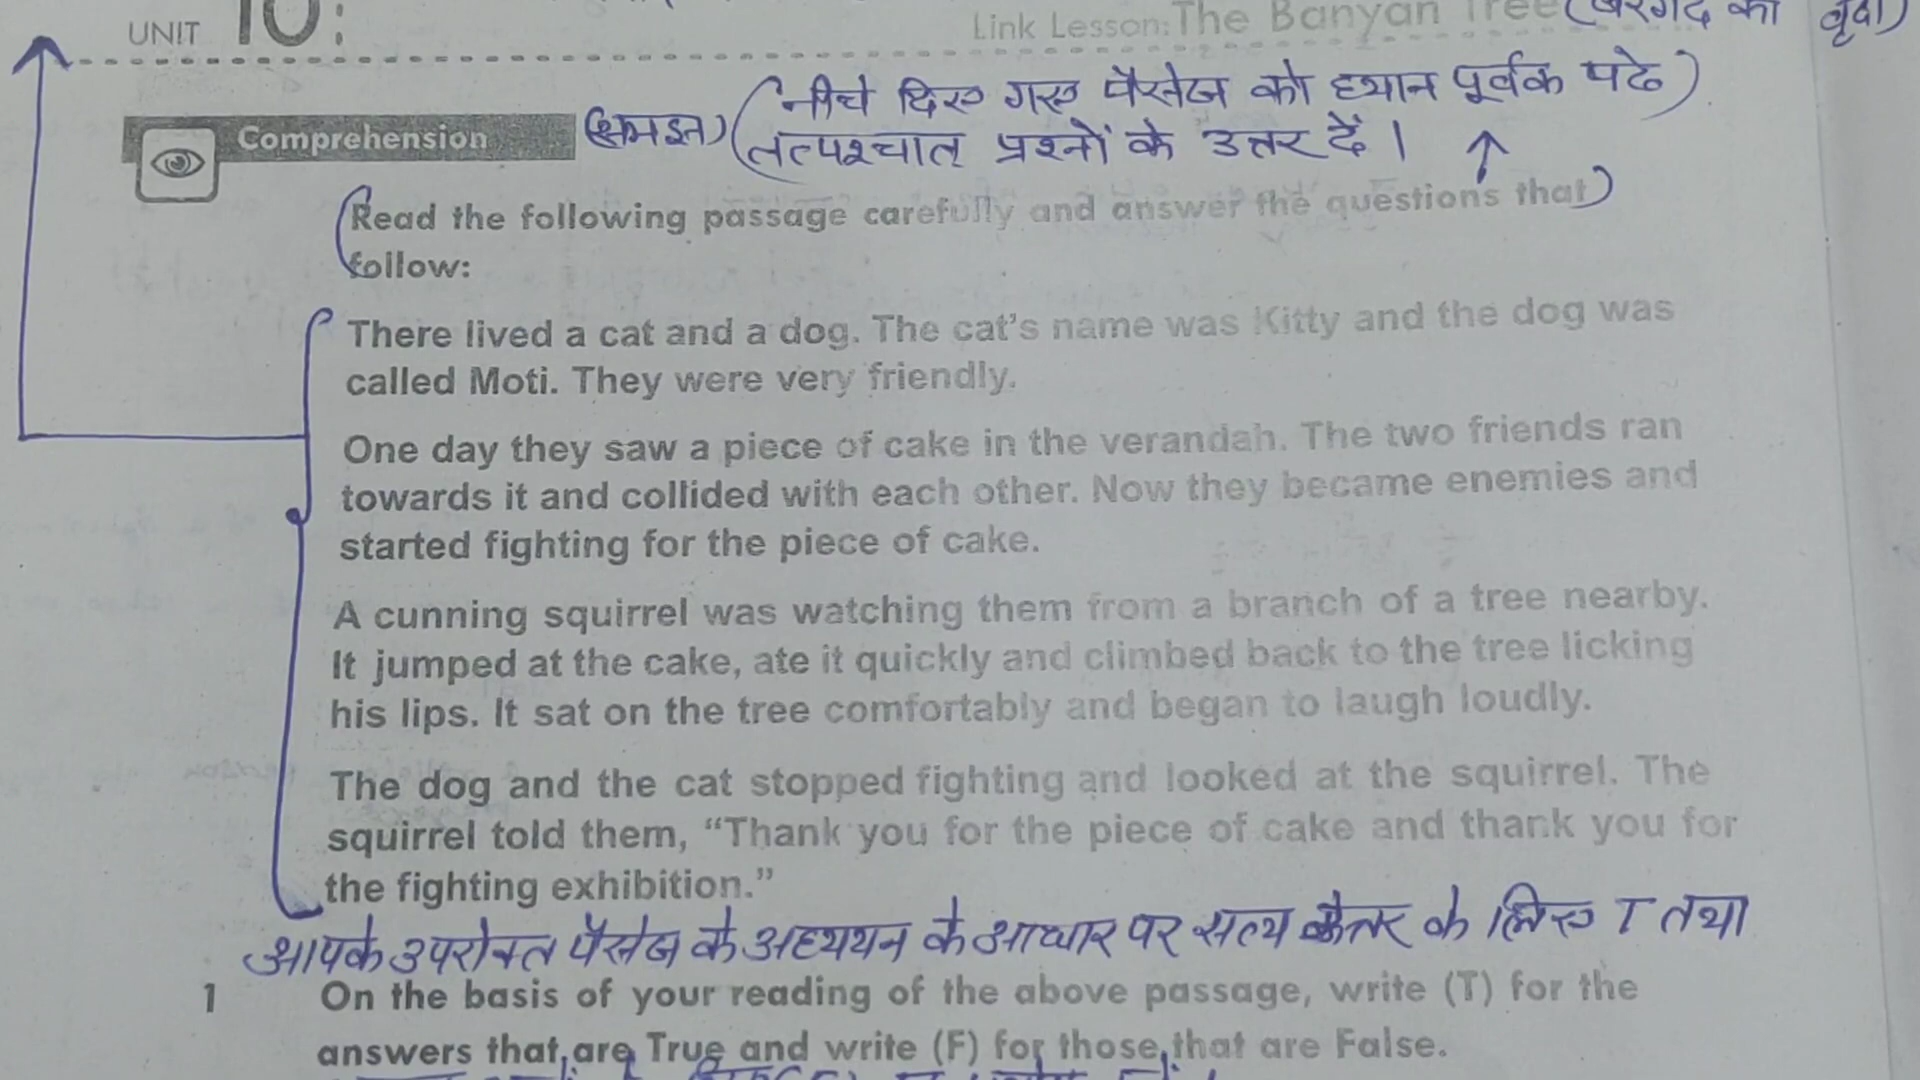 UNIT 10:
Link Lesson: The Banyan Tree (बरगद का वृक्ष)
(नीचे दिए गए पैसेज को ध्यान पूर्वक पढे)
Comprehension (समझ)
तत्पश्चात् प्रश्नों के उत्तर दें।
Read the following passage carefully and answer the questions that
follow:
There lived a cat and a dog. The cat's name was Kitty and the dog was
called Moti. They were very friendly.
One day they saw a piece of cake in the verandah. The two friends ran
towards it and collided with each other. Now they became enemies and
started fighting for the piece of cake.
A cunning squirrel was watching them from a branch of a tree nearby.
It jumped at the cake, ate it quickly and climbed back to the tree licking
his lips. It sat on the tree comfortably and began to laugh loudly.
The dog and the cat stopped fighting and looked at the squirrel. The
squirrel told them, “Thank you for the piece of cake and thank you for
the fighting exhibition.”
आपके उपरोक्त पैसेज के अध्ययन के आधार पर सत्य के लिए T तथा
1 On the basis of your reading of the above passage, write (T) for the
answers that are True and write (F) for those that are False.